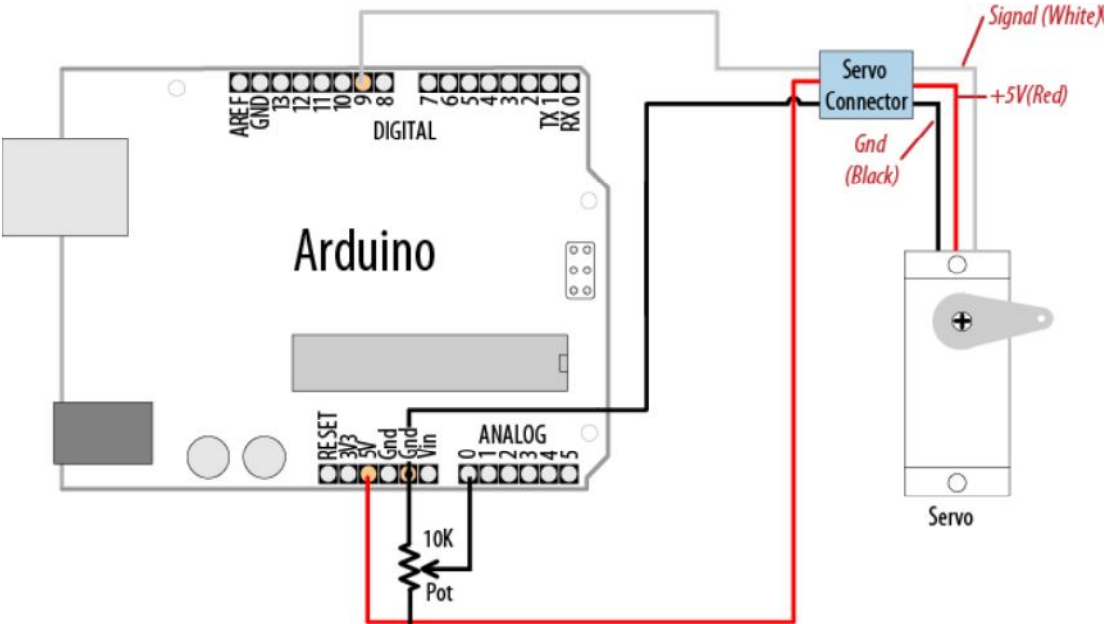 Signal (White)
Servo
Connector
+5V(Red)
Gnd
(Black)
AREF
GND
13
12
11
10
9
8
7
6
5
4
3
2
TX 1
RX 0
DIGITAL
Arduino
RESET
3V3
5V
Gnd
Gnd
Vin
ANALOG
0
1
2
3
4
5
10K
Pot
Servo